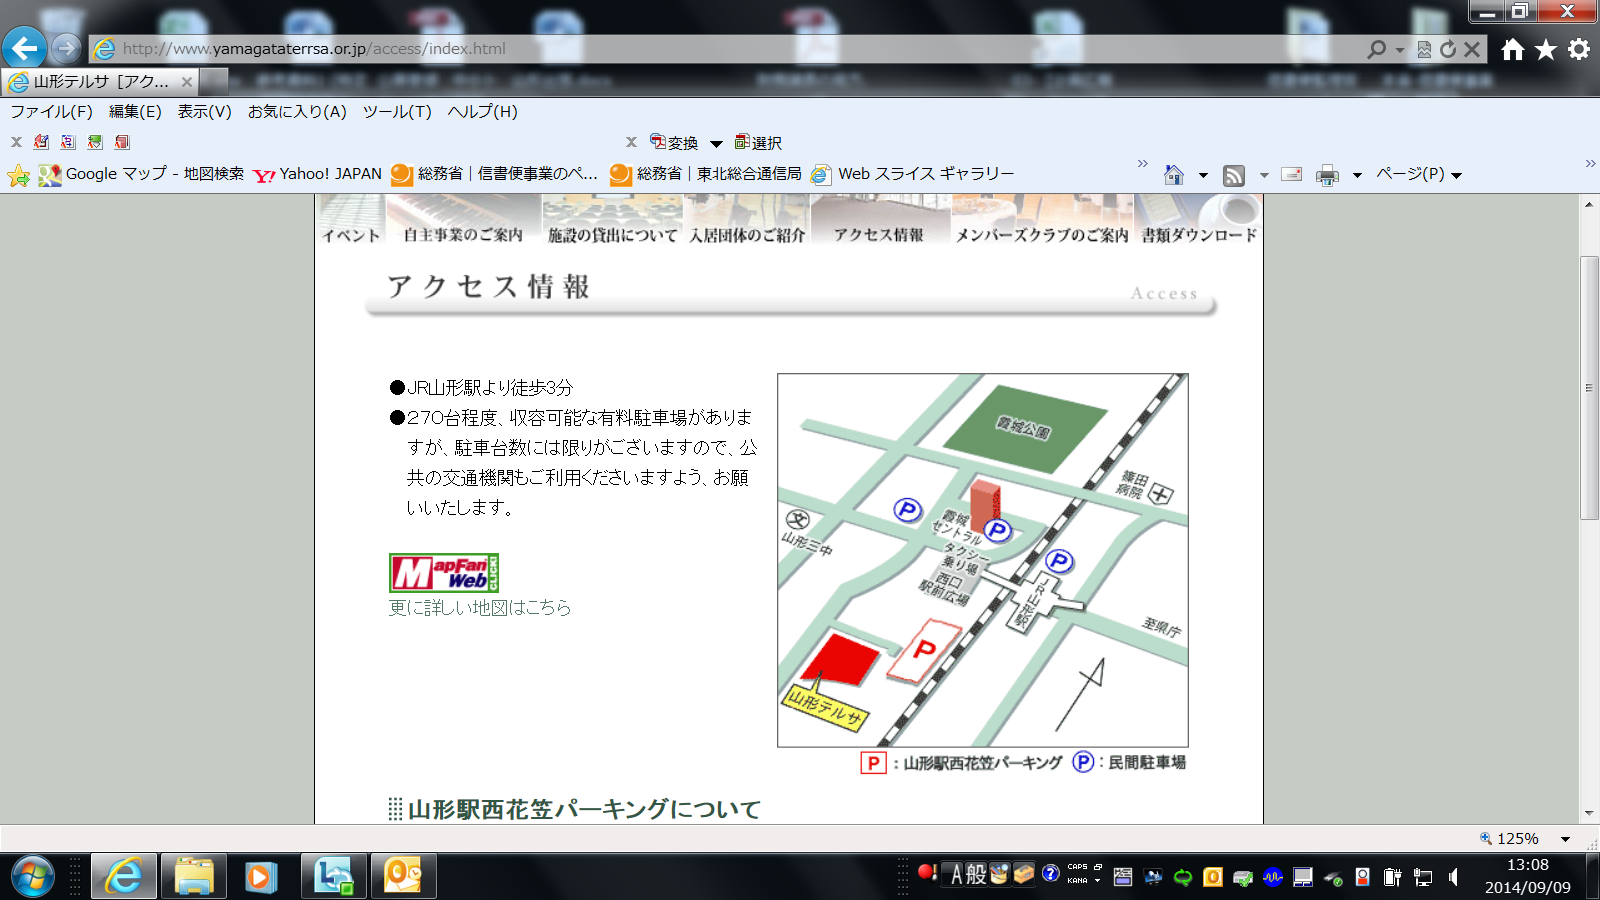 http://www.yamagataterrsa.or.jp/access/index.html
山形テルサ [アク...
ファイル(F) 編集(E) 表示(V) お気に入り(A) ツール(T) ヘルプ(H)
変換 選択
Google マップ - 地図検索 Yahoo! JAPAN 総務省｜信書便事業のペ... 総務省｜東北総合通信局 Web スライス ギャラリー ページ(P)
イベント 自主事業のご案内 施設の貸出について 入居団体のご紹介 アクセス情報 メンバーズクラブのご案内 書類ダウンロード
アクセス情報
Access
●JR山形駅より徒歩3分
●270台程度、収容可能な有料駐車場がありま
すが、駐車台数には限りがございますので、公
共の交通機関もご利用くださいますよう、お願
いいたします。
MapFan Web CLICK!
更に詳しい地図はこちら
霞城公園
篠田
病院
P
霞城
セントラル
P
文
山形三中
タクシー
乗り場
P
西口
駅前広場
JR山形駅
至県庁
P
山形テルサ
P：山形駅西花笠パーキング P：民間駐車場
山形駅西花笠パーキングについて
125%
A 般 CAPS
KANA
13:08
2014/09/09